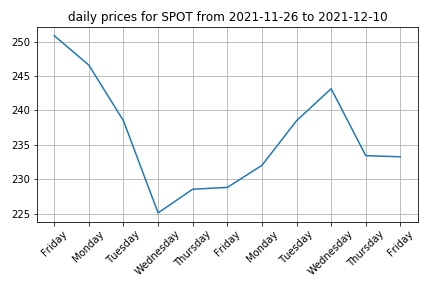 daily prices for SPOT from 2021-11-26 to 2021-12-10
250
245
240
235
230
225
Friday
Monday
Tuesday
Wednesday
Thursday
Friday
Monday
Tuesday
Wednesday
Thursday
Friday